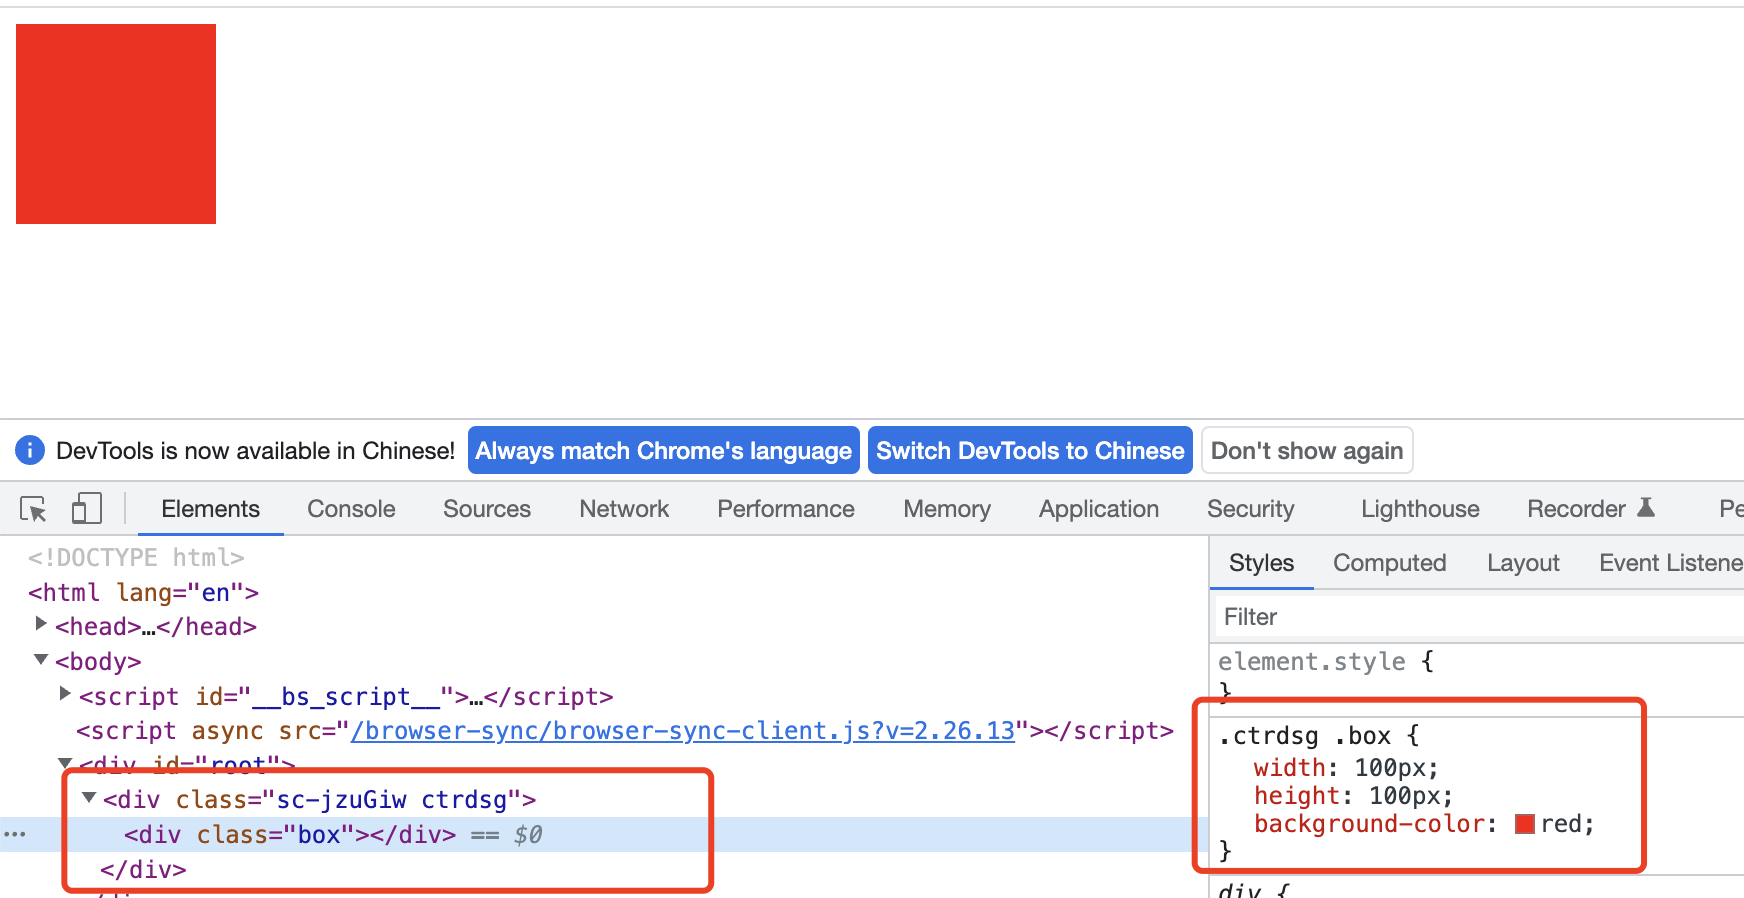 DevTools is now available in Chinese! Always match Chrome's language Switch DevTools to Chinese Don't show again
Elements Console Sources Network Performance Memory Application Security Lighthouse Recorder Pe
<!DOCTYPE html>
<html lang="en">
<head>…</head>
<body>
<script id="__bs_script__">…</script>
<script async src="/browser-sync/browser-sync-client.js?v=2.26.13"></script>
<div id="root">
<div class="sc-jzuGiw ctrdsg">
<div class="box"></div> == $0
</div>
Styles Computed Layout Event Listene
Filter
element.style {
}
.ctrdsg .box {
width: 100px;
height: 100px;
background-color: red;
}
div {